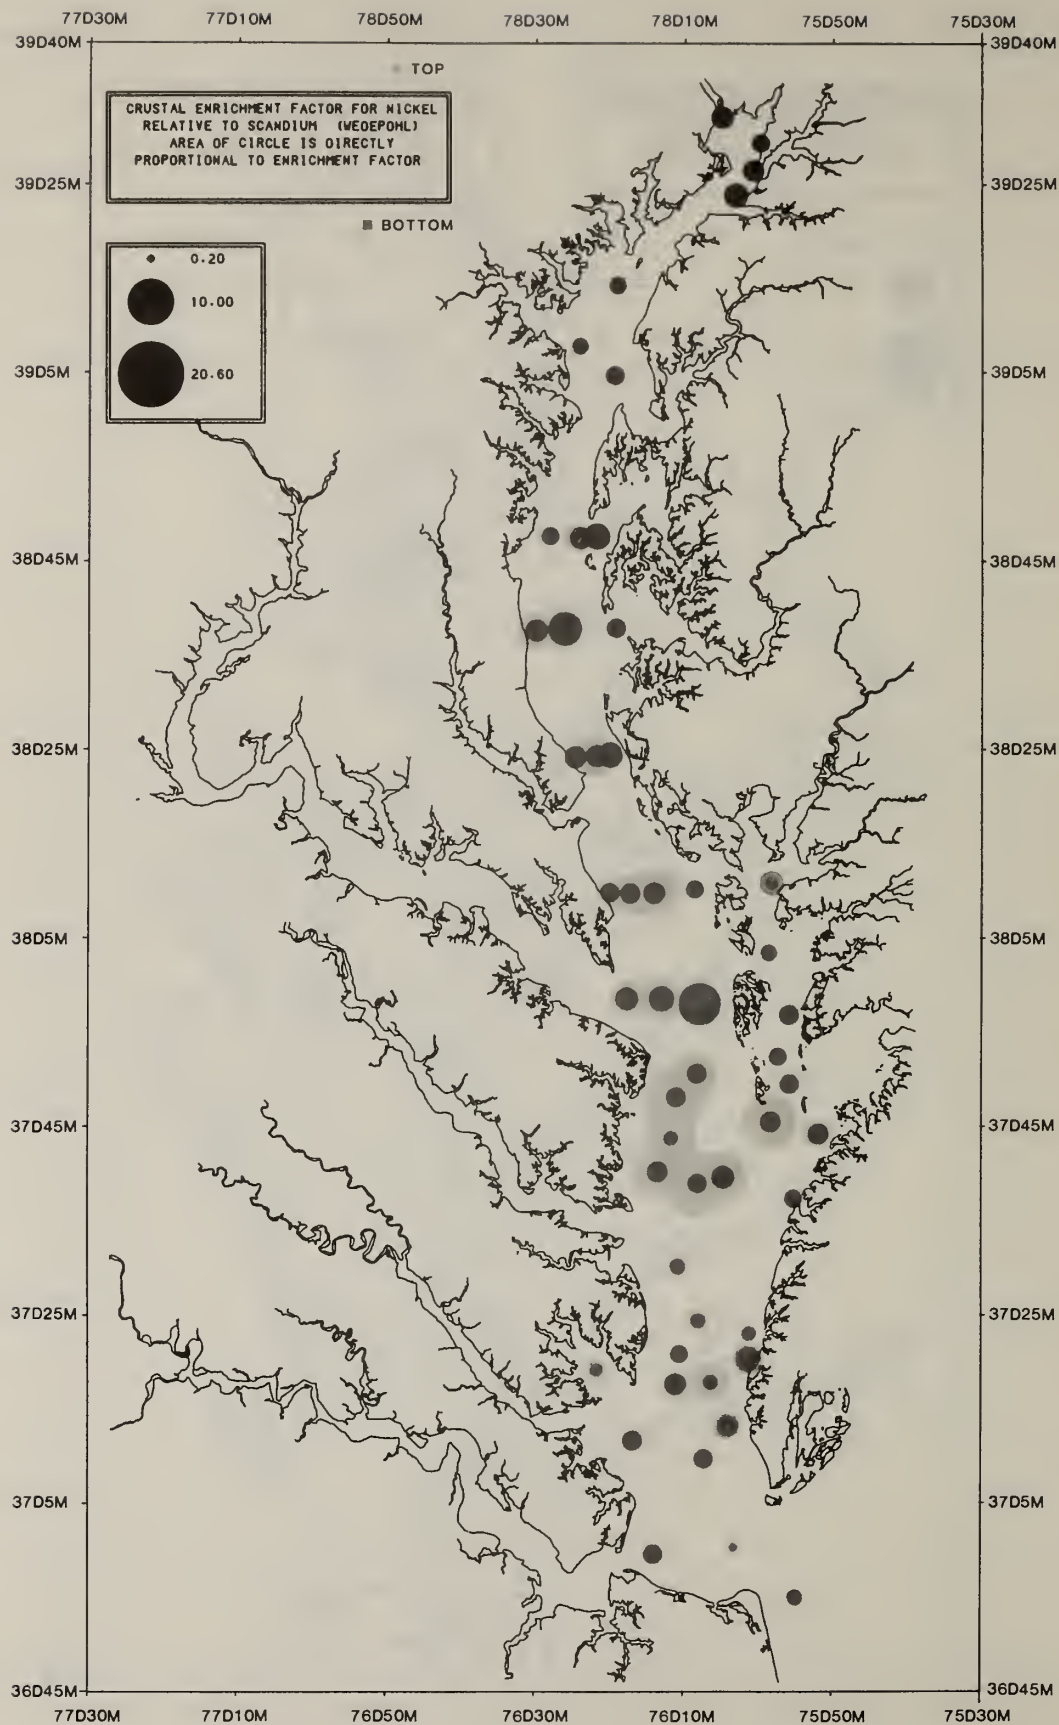 77D30M 77D10M 78D50M 78D30M 78D10M 75D50M 75D30M
39D40M 39D40M
TOP
CRUSTAL ENRICHMENT FACTOR FOR NICKEL
RELATIVE TO SCANDIUM (WEDEPOHL)
AREA OF CIRCLE IS DIRECTLY
PROPORTIONAL TO ENRICHMENT FACTOR
39D25M 39D25M
BOTTOM
0.20
10.00
20.60
39D5M 39D5M
38D45M 38D45M
38D25M 38D25M
38D5M 38D5M
37D45M 37D45M
37D25M 37D25M
37D5M 37D5M
36D45M 36D45M
77D30M 77D10M 76D50M 76D30M 76D10M 75D50M 75D30M